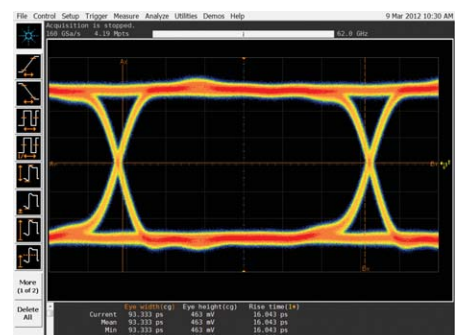 File Control Setup Trigger Measure Analyze Utilities Demos Help 9 Mar 2012 10:30 AM
Acquisition is stopped.
160 GSa/s 4.19 Mpts 62.0 GHz
More
(1 of 2)
Delete
All
Eye width(cg) Eye height(cg) Rise time(1*)
Current 93.333 ps 463 mV 16.043 ps
Mean 93.333 ps 463 mV 16.043 ps
Min 93.333 ps 463 mV 16.043 ps